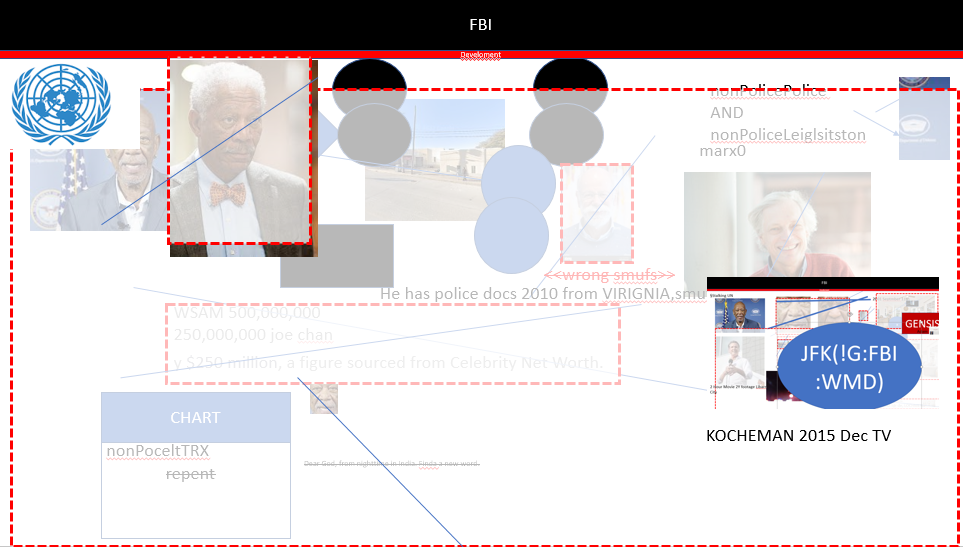 FBI
Develoment
nonPolicePolice
AND
nonPoliceLeiglsitston
marx0
<<wrong smufs>>
He has police docs 2010 from VIRIGNIA,smu
WSAM 500,000,000
250,000,000 joe chan
y $250 million, a figure sourced from Celebrity Net Worth.
FBI
GENSIS
JFK(!G:FBI
:WMD)
KOCHEMAN 2015 Dec TV
CHART
nonPoceltTRX
repent
Dear God, from nighttime in India. Finda a new word.